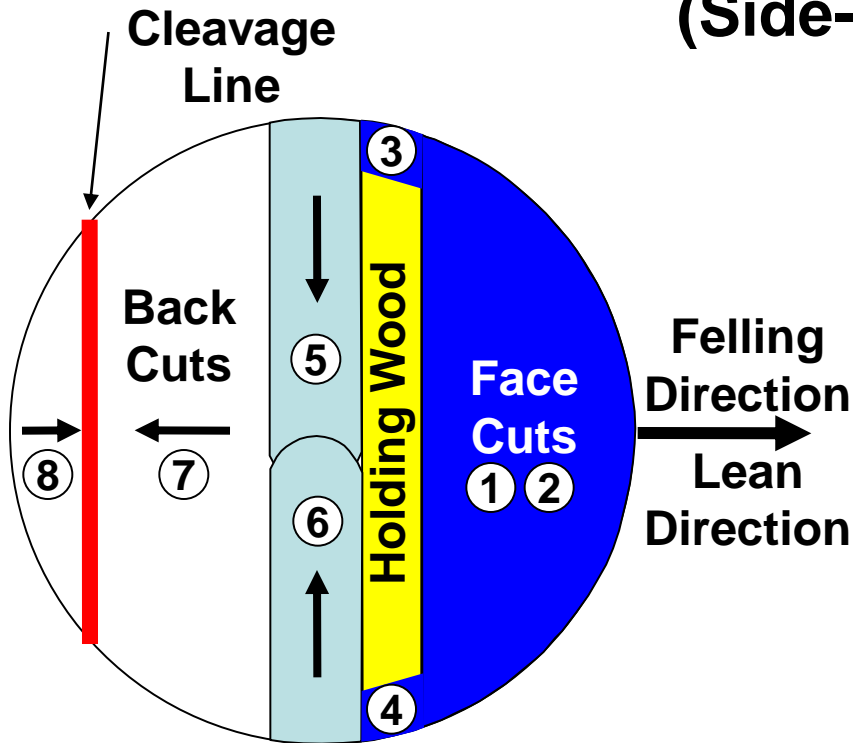 (Side-
Cleavage
Line
3
Back
Cuts
5
Holding Wood
Face
Cuts
1 2
Felling
Direction
Lean
Direction
8
7
6
4